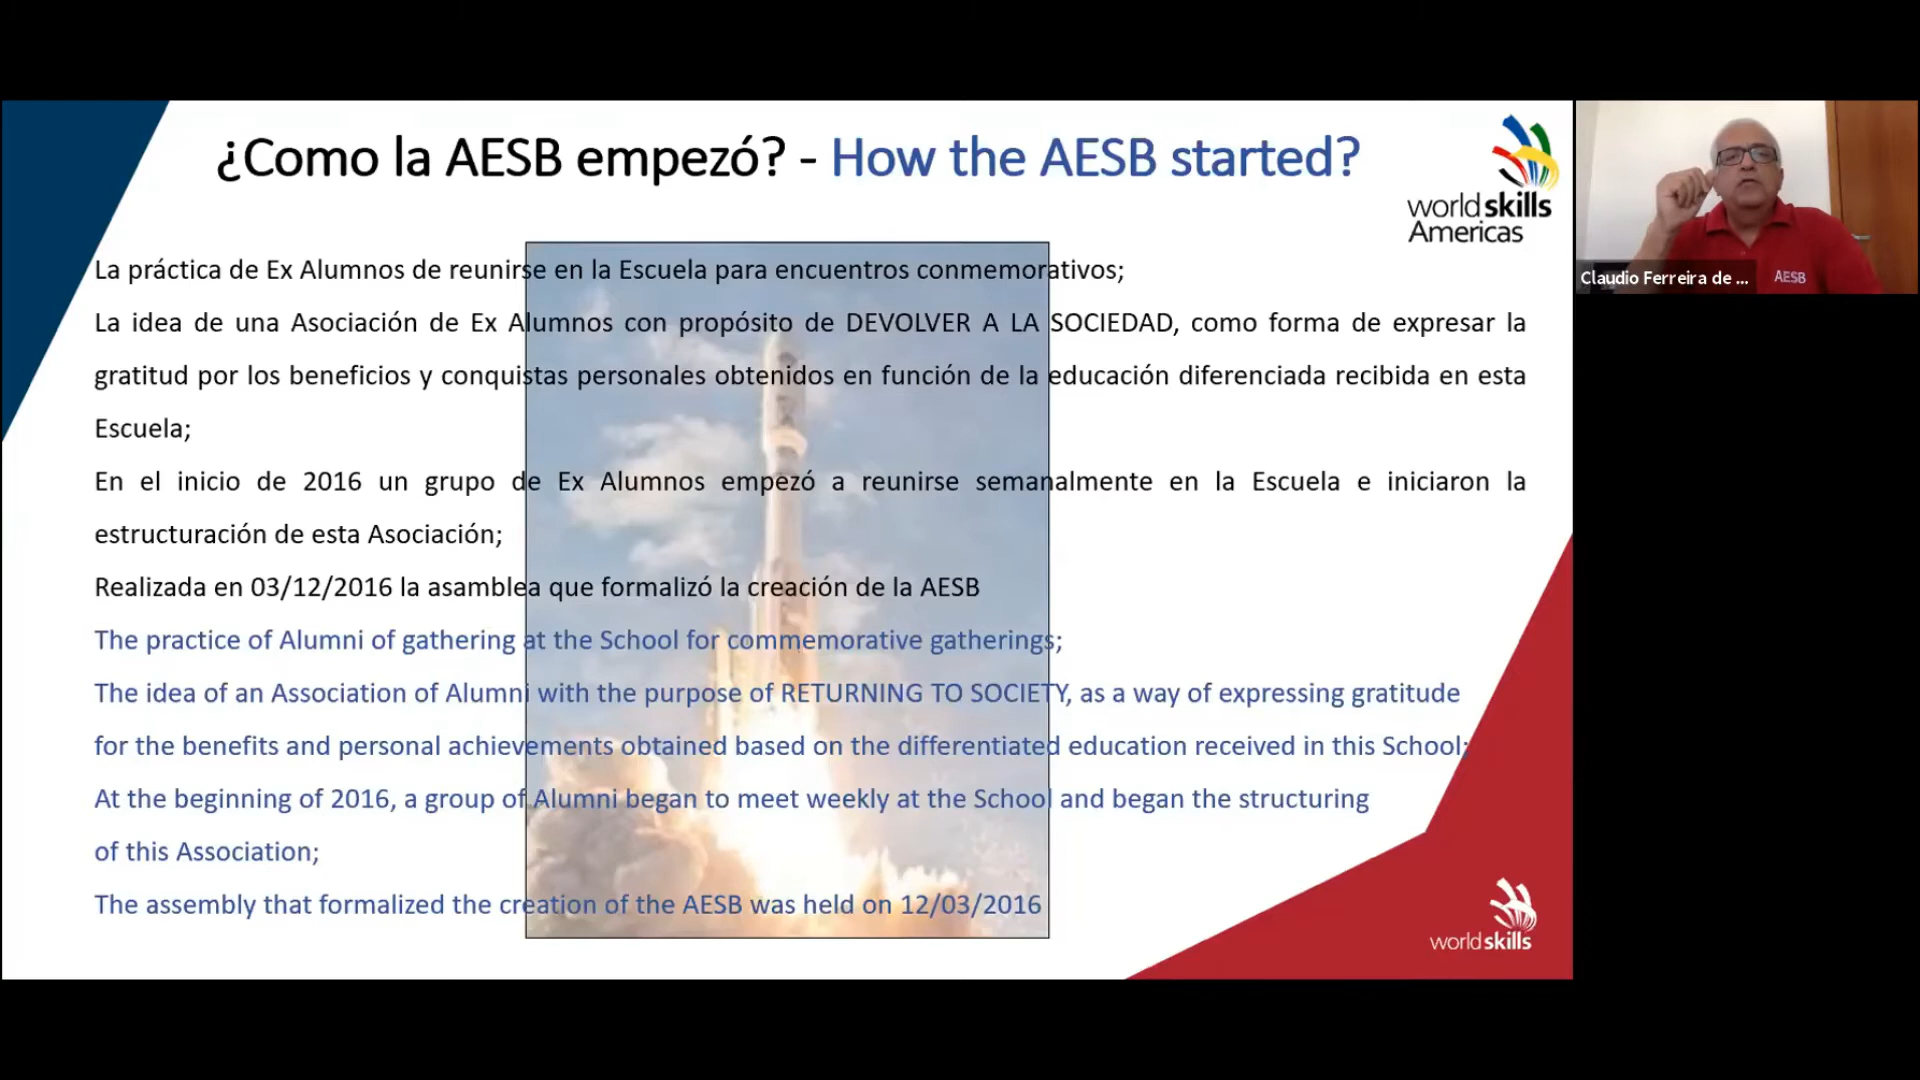 ¿Como la AESB empezó? - How the AESB started?
world skills
Americas
La práctica de Ex Alumnos de reunirse en la Escuela para encuentros conmemorativos;
La idea de una Asociación de Ex Alumnos con propósito de DEVOLVER A LA SOCIEDAD, como forma de expresar la
gratitud por los beneficios y conquistas personales obtenidos en función de la educación diferenciada recibida en esta
Escuela;
En el inicio de 2016 un grupo de Ex Alumnos empezó a reunirse semanalmente en la Escuela e iniciaron la
estructuración de esta Asociación;
Realizada en 03/12/2016 la asamblea que formalizó la creación de la AESB
The practice of Alumni of gathering at the School for commemorative gatherings;
The idea of an Association of Alumni with the purpose of RETURNING TO SOCIETY, as a way of expressing gratitude
for the benefits and personal achievements obtained based on the differentiated education received in this School;
At the beginning of 2016, a group of Alumni began to meet weekly at the School and began the structuring
of this Association;
The assembly that formalized the creation of the AESB was held on 12/03/2016
world skills
Claudio Ferreira de ...
AESB